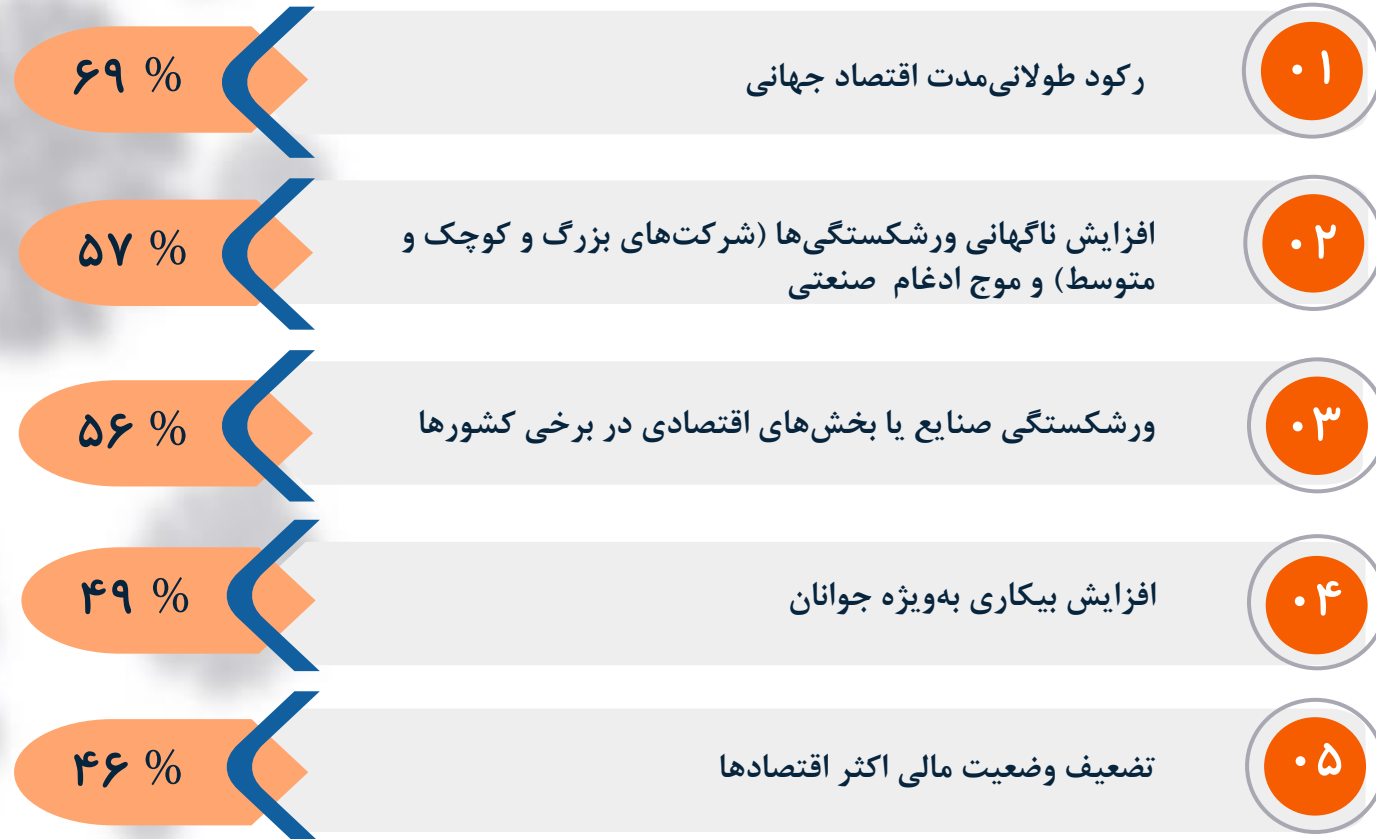 ۰۱
رکود طولانی‌مدت اقتصاد جهانی
۶۹ %
۰۲
افزایش ناگهانی ورشکستگی‌ها (شرکت‌های بزرگ و کوچک و
متوسط) و موج ادغام صنعتی
۵۷ %
۰۳
ورشکستگی صنایع یا بخش‌های اقتصادی در برخی کشورها
۵۶ %
۰۴
افزایش بیکاری به‌ویژه جوانان
۴۹ %
۰۵
تضعیف وضعیت مالی اکثر اقتصادها
۴۶ %